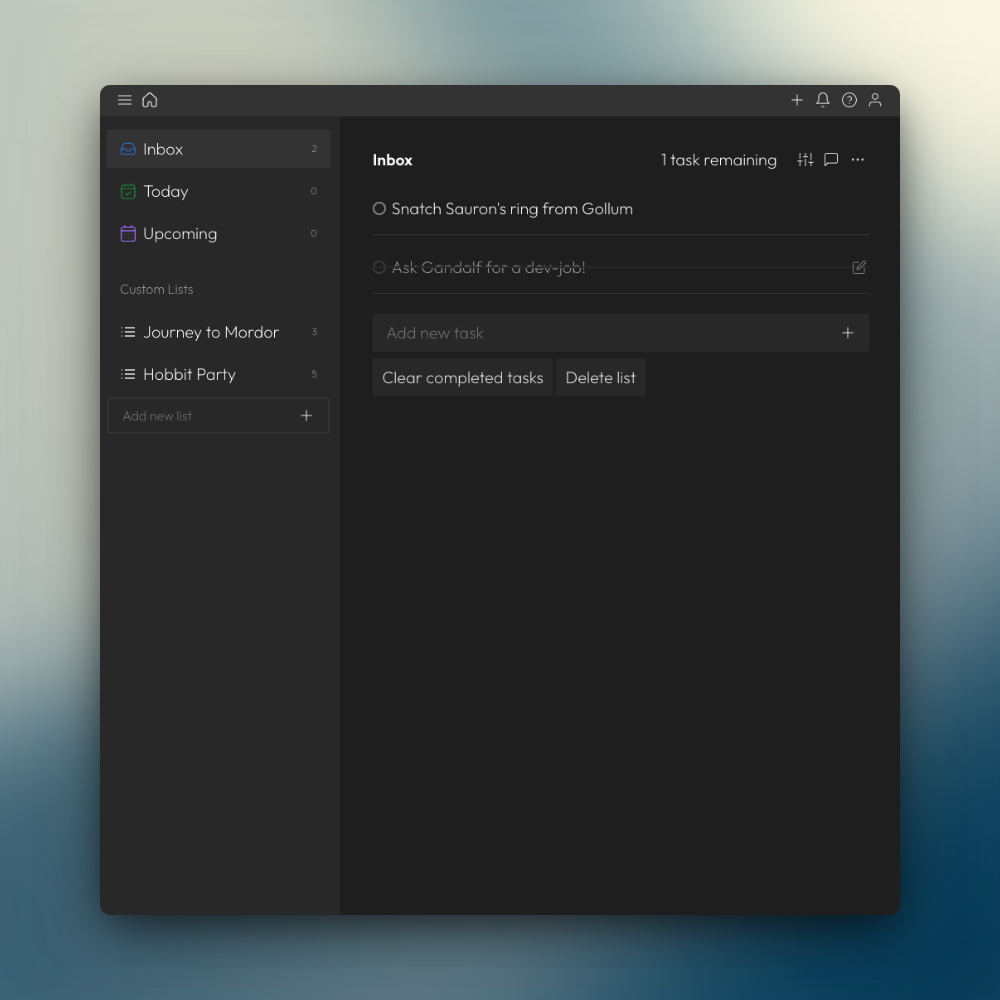 Inbox 2
Today 0
Upcoming 0
Custom Lists
Journey to Mordor 3
Hobbit Party 5
Add new list
Inbox 1 task remaining
Snatch Sauron's ring from Gollum
Ask Gandalf for a dev-job!
Add new task
Clear completed tasks Delete list